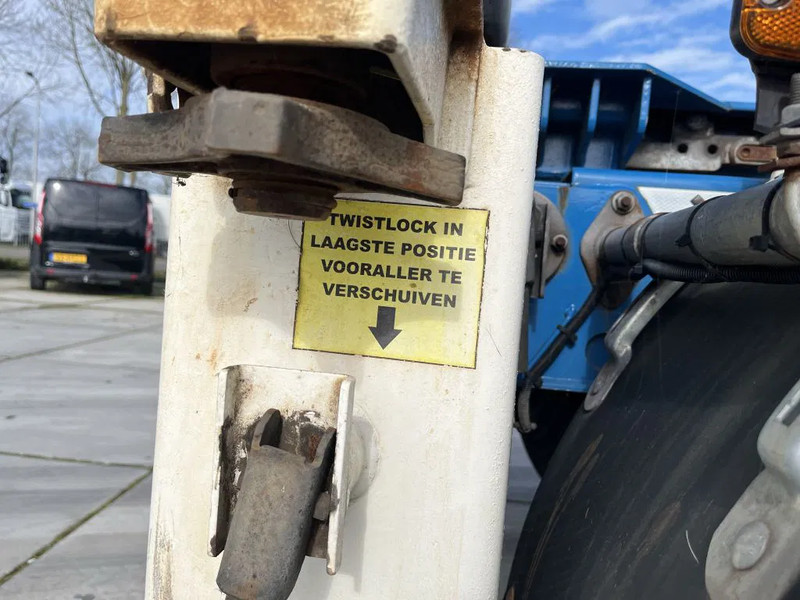 TWISTLOCK IN
LAAGSTE POSITIE
VOORALLER TE
VERSCHUIVEN